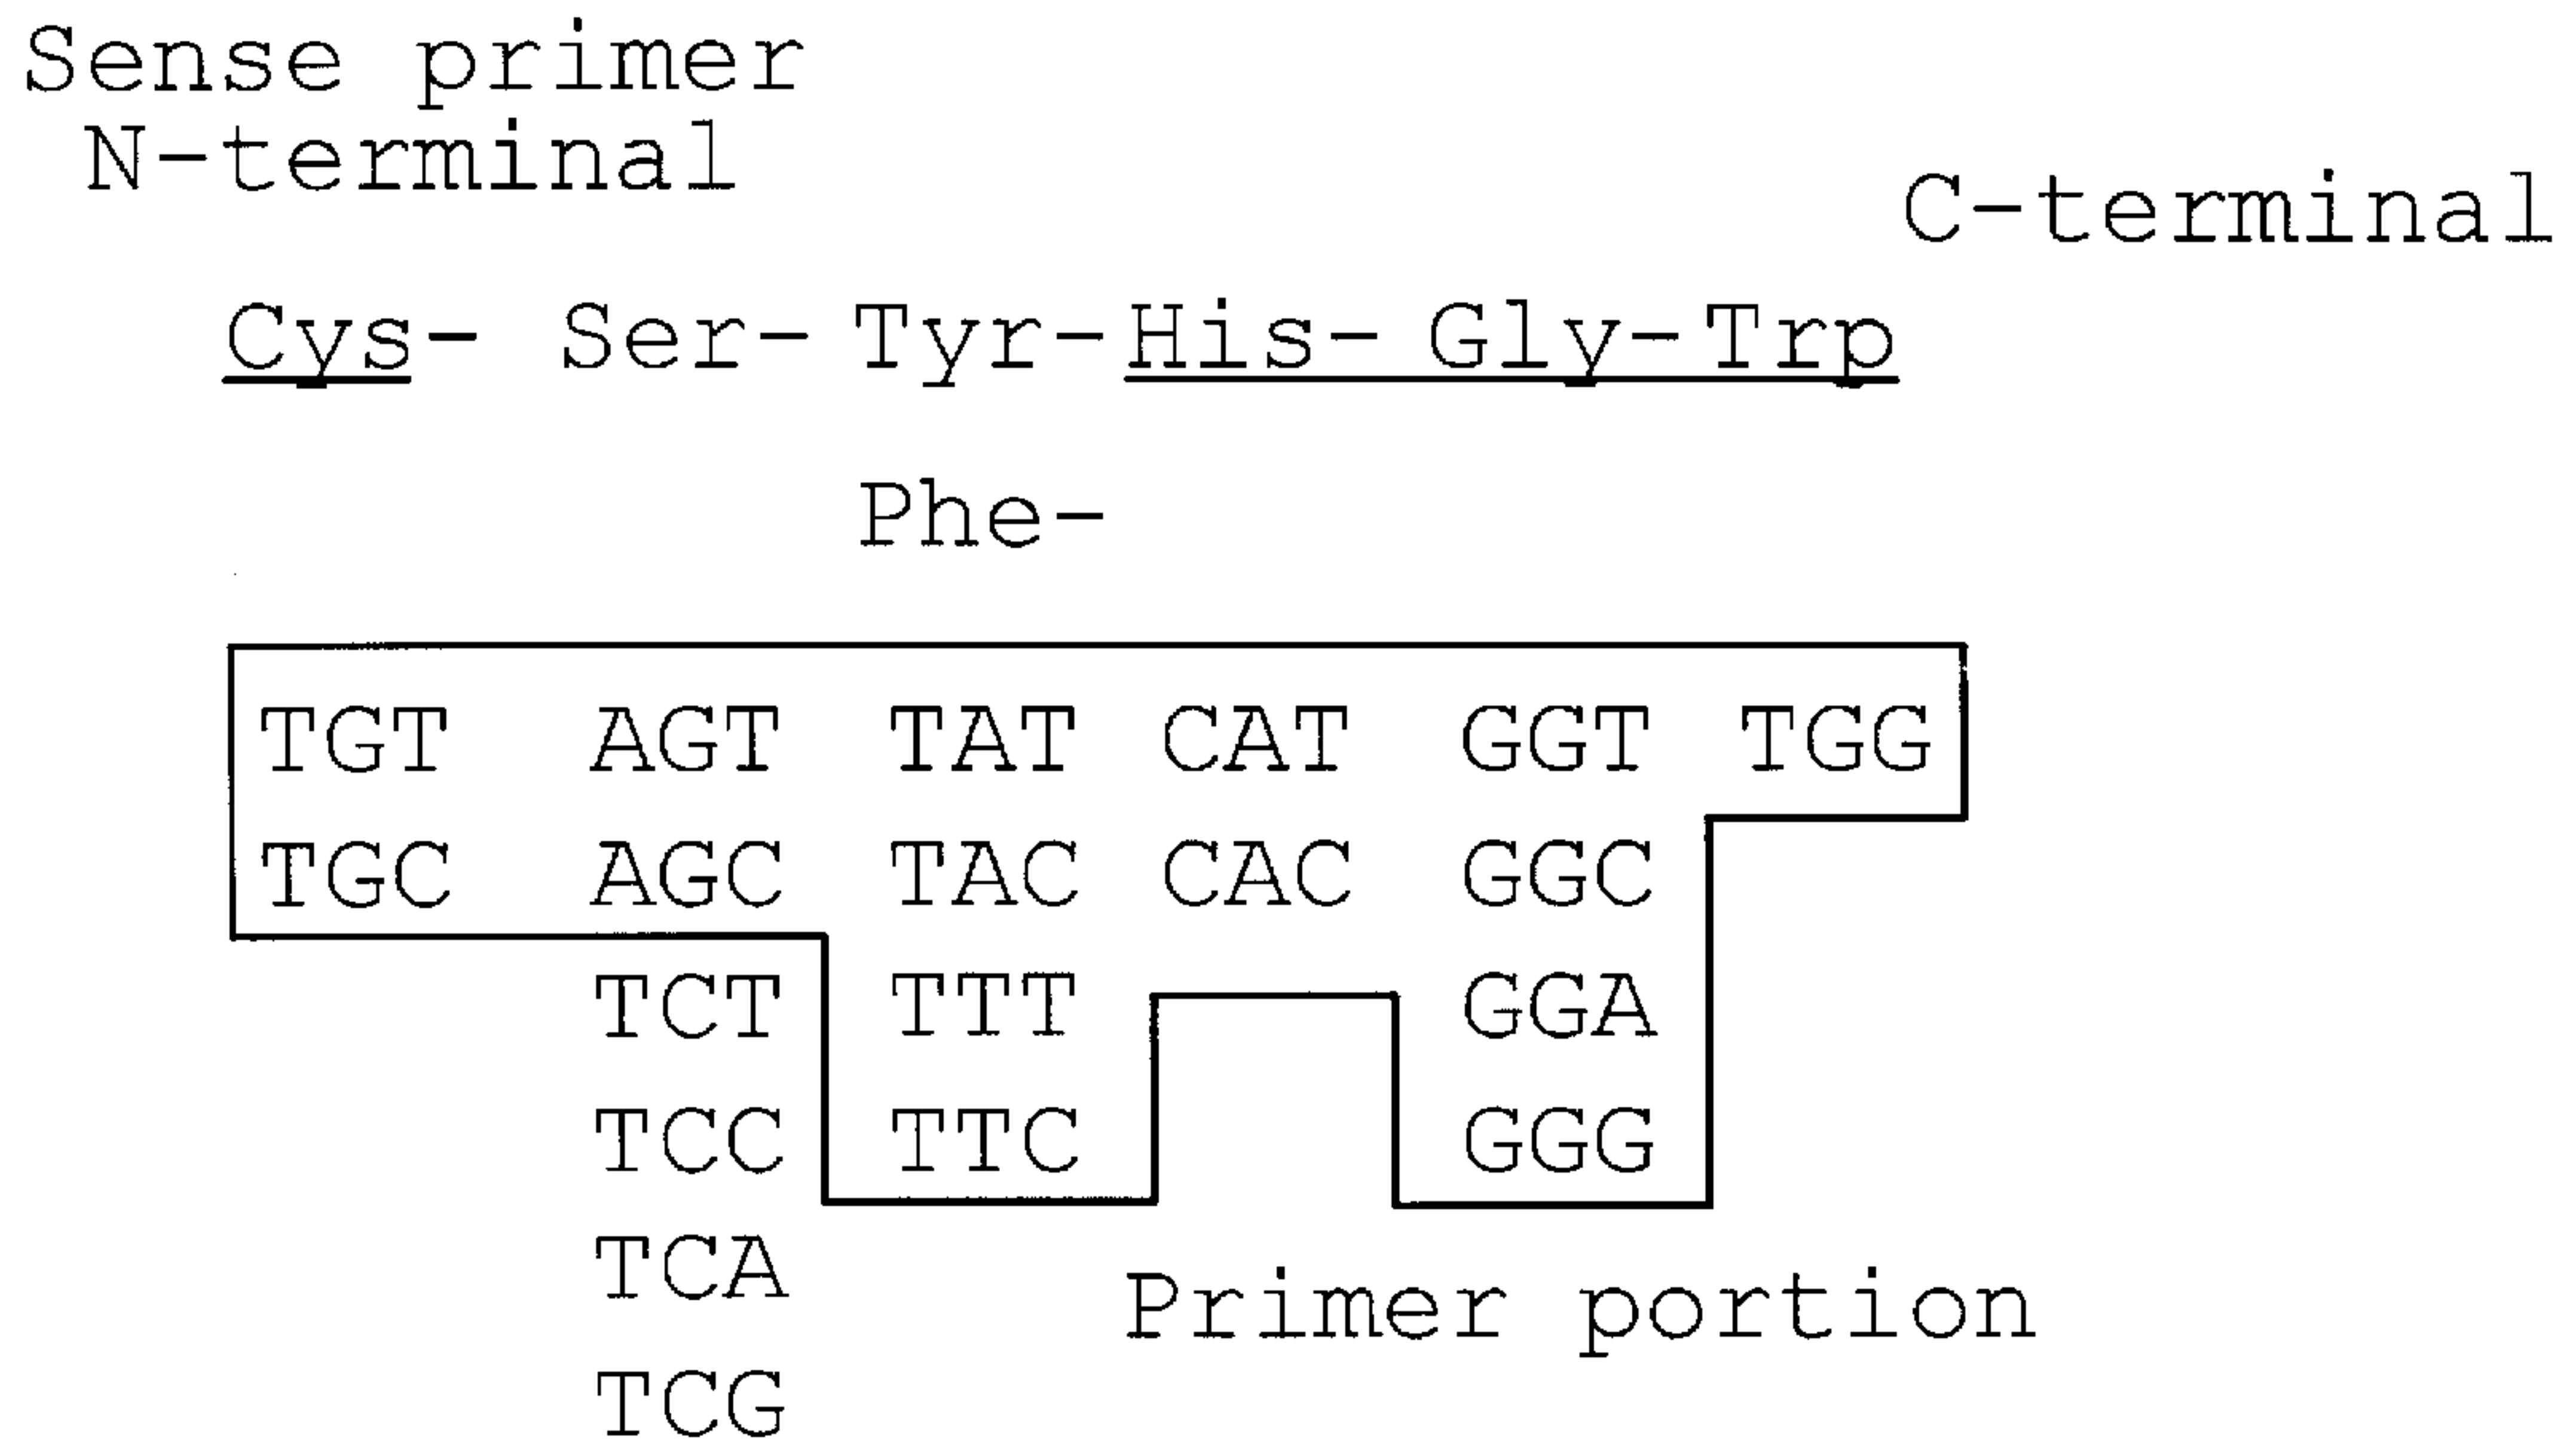 Sense primer
N-terminal
C-terminal
Cys- Ser- Tyr- His- Gly- Trp
Phe-
TGT AGT TAT CAT GGT TGG
TGC AGC TAC CAC GGC
TCT TTT GGA
TCC TTC GGG
TCA
Primer portion
TCG